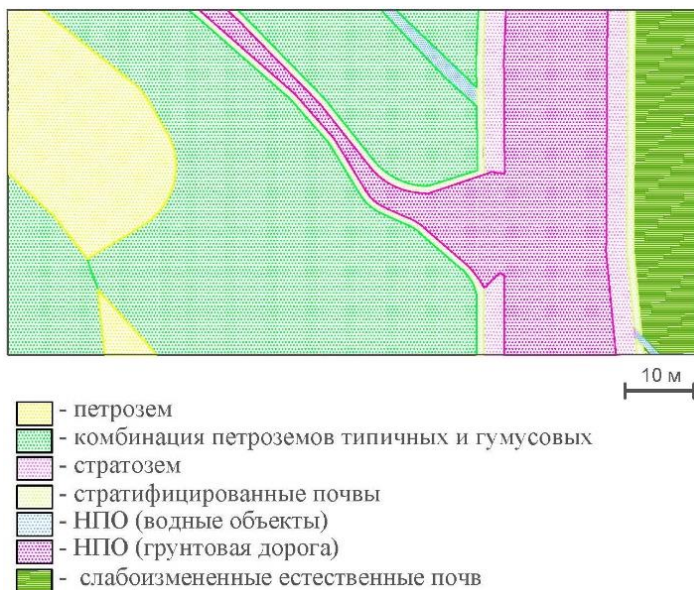 10 м
- петрозем
- комбинация петроземов типичных и гумусовых
- стратозем
- стратифицированные почвы
- НПО (водные объекты)
- НПО (грунтовая дорога)
- слабоизмененные естественные почв